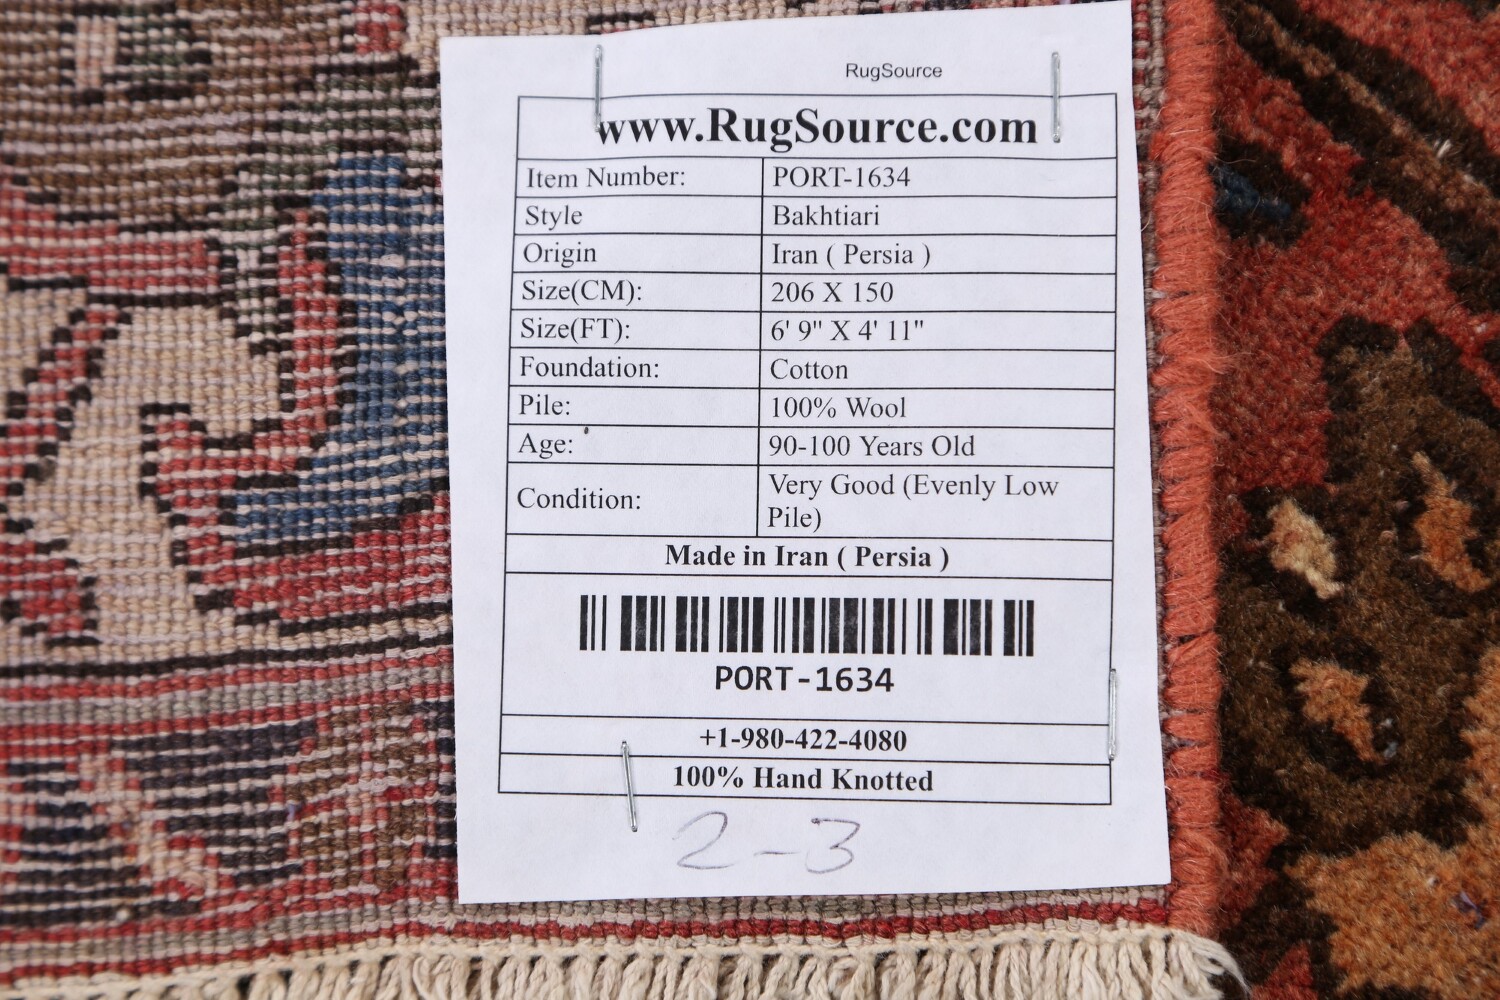 RugSource
www.RugSource.com
Item Number: PORT-1634
Style Bakhtiari
Origin Iran ( Persia )
Size(CM): 206 X 150
Size(FT): 6' 9" X 4' 11"
Foundation: Cotton
Pile: 100% Wool
Age: 90-100 Years Old
Condition: Very Good (Evenly Low
Pile)
Made in Iran ( Persia )
PORT-1634
+1-980-422-4080
100% Hand Knotted
2-3